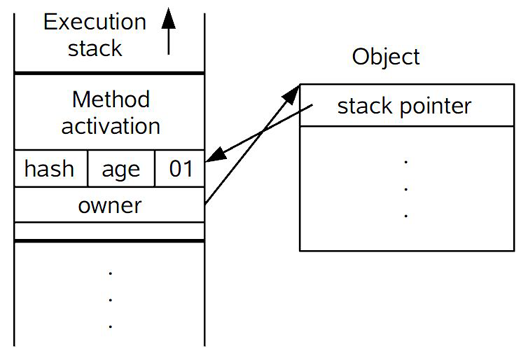 Execution
stack
Method
activation
hash age 01
owner
Object
stack pointer